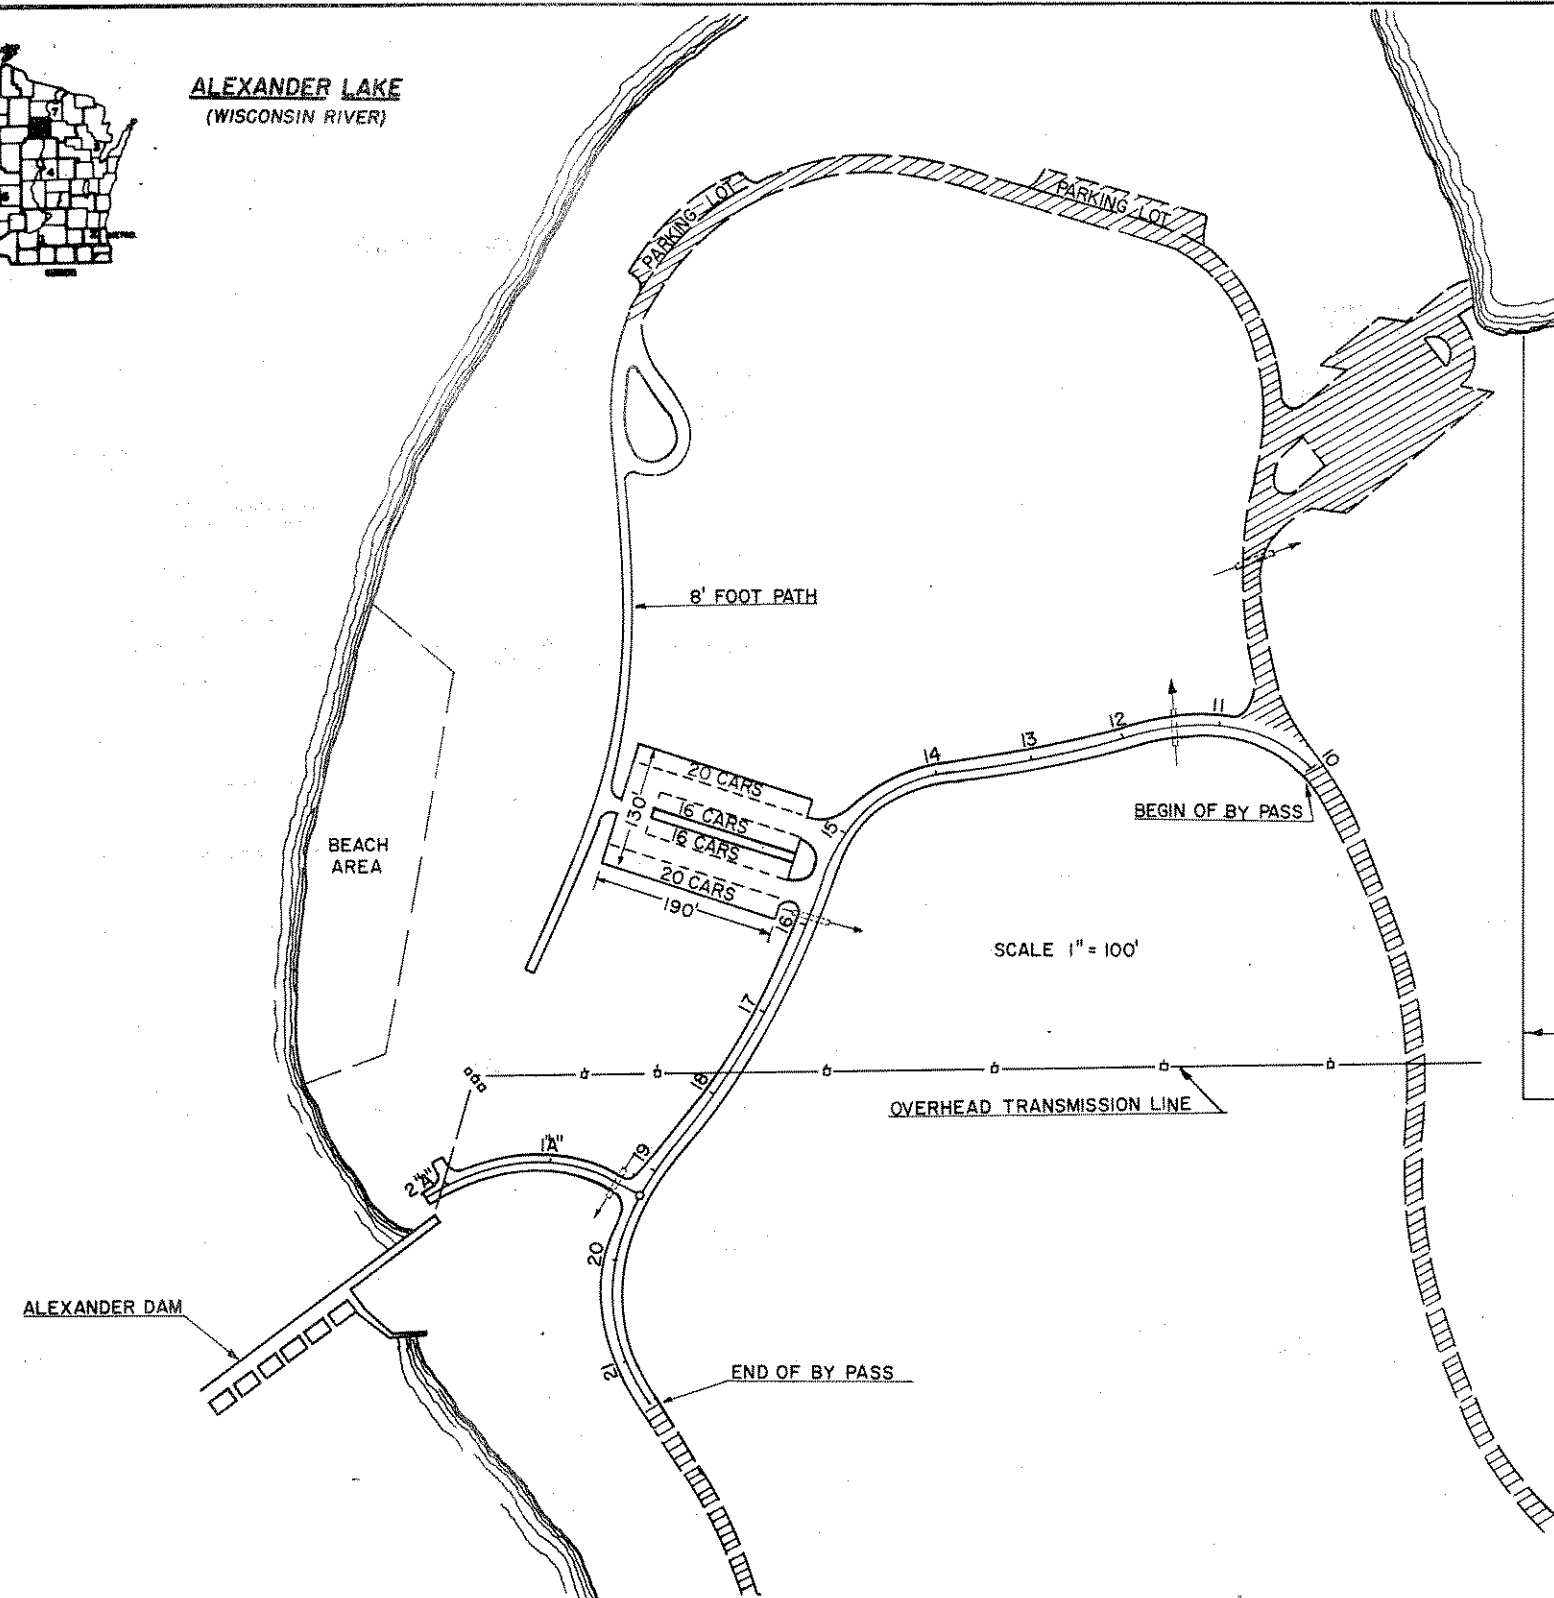 ALEXANDER LAKE
(WISCONSIN RIVER)
7
4
PARKING LOT
PARKING LOT
8' FOOT PATH
11
12
13
14
10
BEGIN OF BY PASS
20 CARS
16 CARS
16 CARS
20 CARS
130'
190'
15
16
BEACH
AREA
SCALE 1" = 100'
17
18
OVERHEAD TRANSMISSION LINE
1"A"
2"A"
19
20
ALEXANDER DAM
21
END OF BY PASS